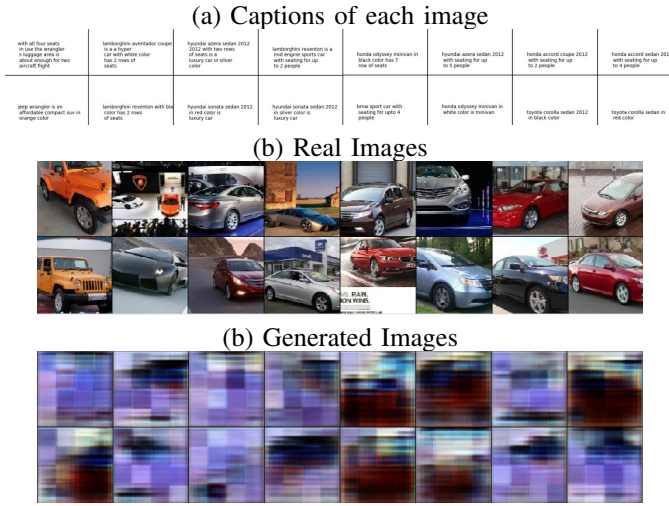 (a) Captions of each image
with all four seats
in use the wrangler
s luggage area is
about enough for two
aircraft flight
lamborghini aventador coupe
is a a hyper
car with white color
has 2 rows of
seats
hyundai azera sedan 2012
2012 with two rows
of seats is a
luxury car in silver
color
lamborghini reventon is a
mid engine sports car
with seating for up
to 2 people
honda odyssey minivan in
black color has 7
row of seats
hyundai azera sedan 2012
with seating for up
to 5 people
honda accord coupe 2012
with seating for up
to 2 people
honda accord sedan 201
with seating for up
to 4 people
jeep wrangler is an
affordable compact suv in
orange color
lamborghini reventon with bla
color has 2 rows
of seats
hyundai sonata sedan 2012
in red color is
luxury car
hyundai sonata sedan 2012
in silver color is
luxury car
bmw sport car with
seating for upto 4
people
honda odyssey minivan in
white color is minivan
toyota corolla sedan 2012
in black color
toyota corolla sedan in
red color
(b) Real Images
VS. RAIN.
ION WINS.
(b) Generated Images